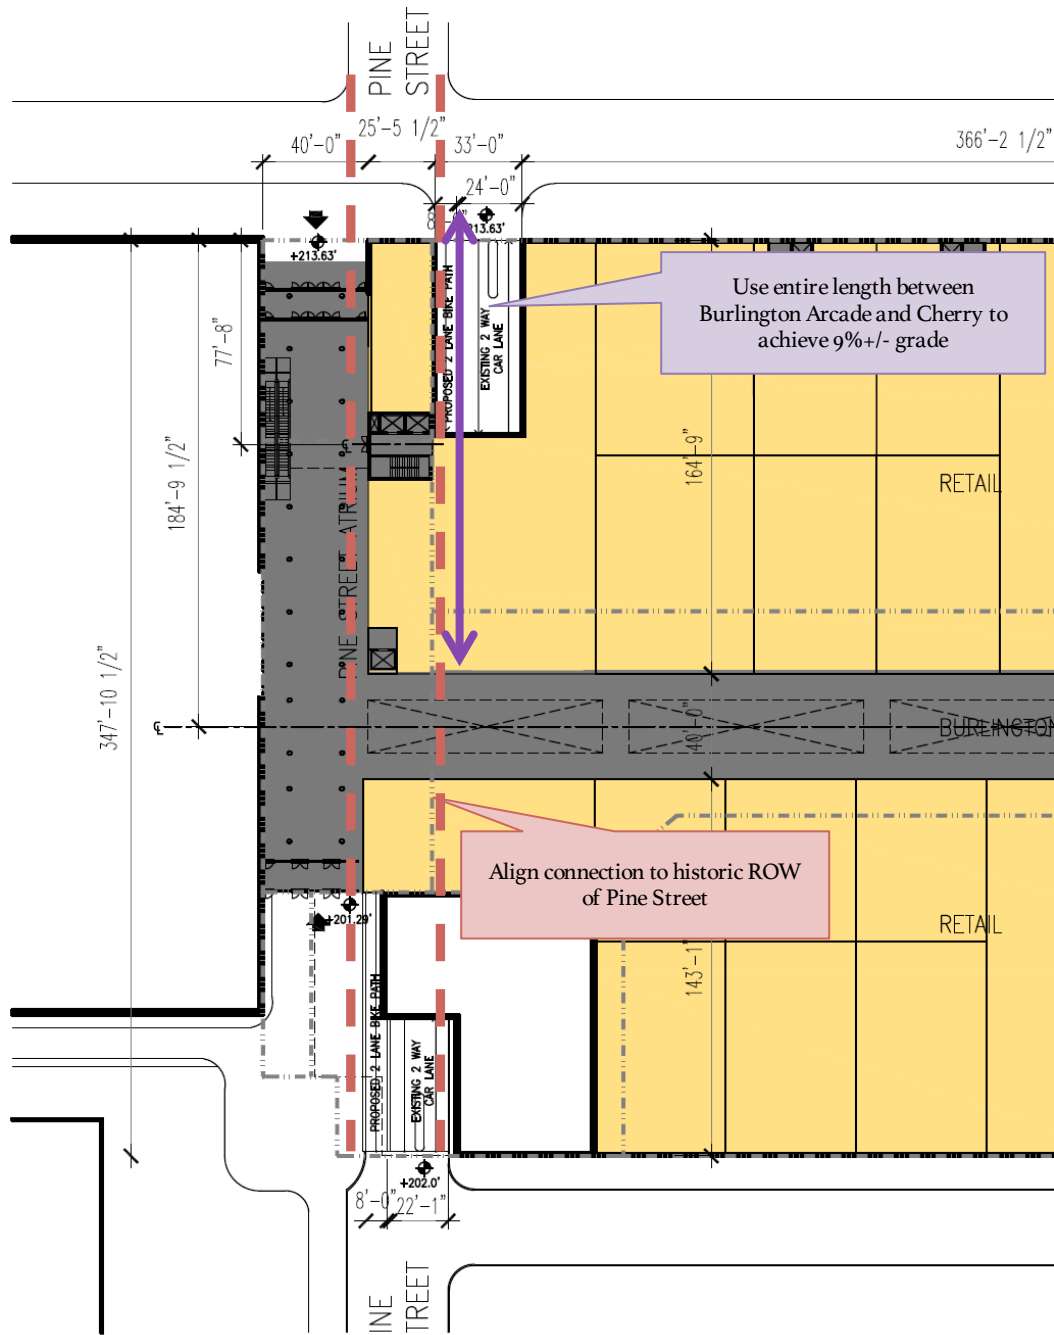 PINE
STREET
25'-5 1/2"
40'-0"
33'-0"
366'-2 1/2"
24'-0"
+213.63'
213.63'
Use entire length between
Burlington Arcade and Cherry to
achieve 9%+/- grade
PROPOSED 2 LANE BIKE PATH
EXISTING 2 WAY
CAR LANE
77'-8"
184'-9 1/2"
164'-9"
RETAIL
PINE STREET ATRIUM
347'-10 1/2"
40'-0"
BURLINGTON
Align connection to historic ROW
of Pine Street
+201.29'
RETAIL
143'-1"
PROPOSED 2 LANE BIKE PATH
EXISTING 2 WAY
CAR LANE
+202.0'
8'-0"
22'-1"
INE
TREET